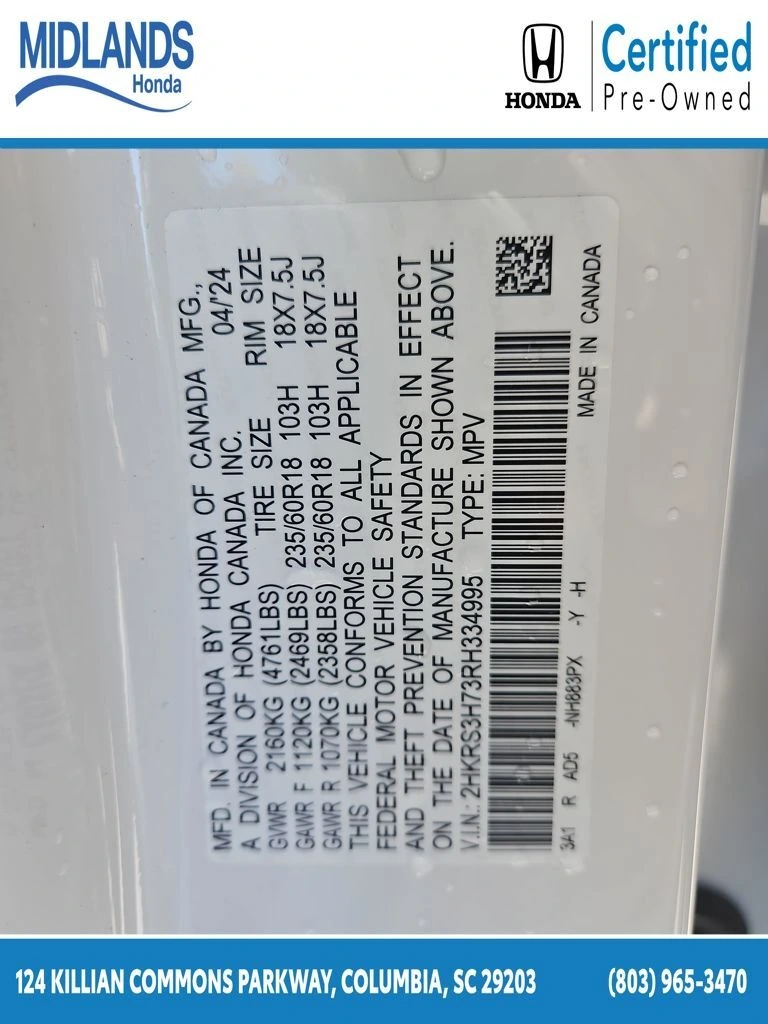 MIDLANDS
Honda
HONDA
Certified
Pre-Owned
MFD. IN CANADA BY HONDA OF CANADA MFG.,
A DIVISION OF HONDA CANADA INC. 04/'24
GVWR 2160KG (4761LBS) TIRE SIZE RIM SIZE
GAWR F 1120KG (2469LBS) 235/60R18 103H 18X7.5J
GAWR R 1070KG (2358LBS) 235/60R18 103H 18X7.5J
THIS VEHICLE CONFORMS TO ALL APPLICABLE
FEDERAL MOTOR VEHICLE SAFETY
AND THEFT PREVENTION STANDARDS IN EFFECT
ON THE DATE OF MANUFACTURE SHOWN ABOVE.
V.I.N.: 2HKRS3H73RH334995 TYPE: MPV
3A1 R AD5 -NH883PX -Y -H MADE IN CANADA
124 KILLIAN COMMONS PARKWAY, COLUMBIA, SC 29203 (803) 965-3470